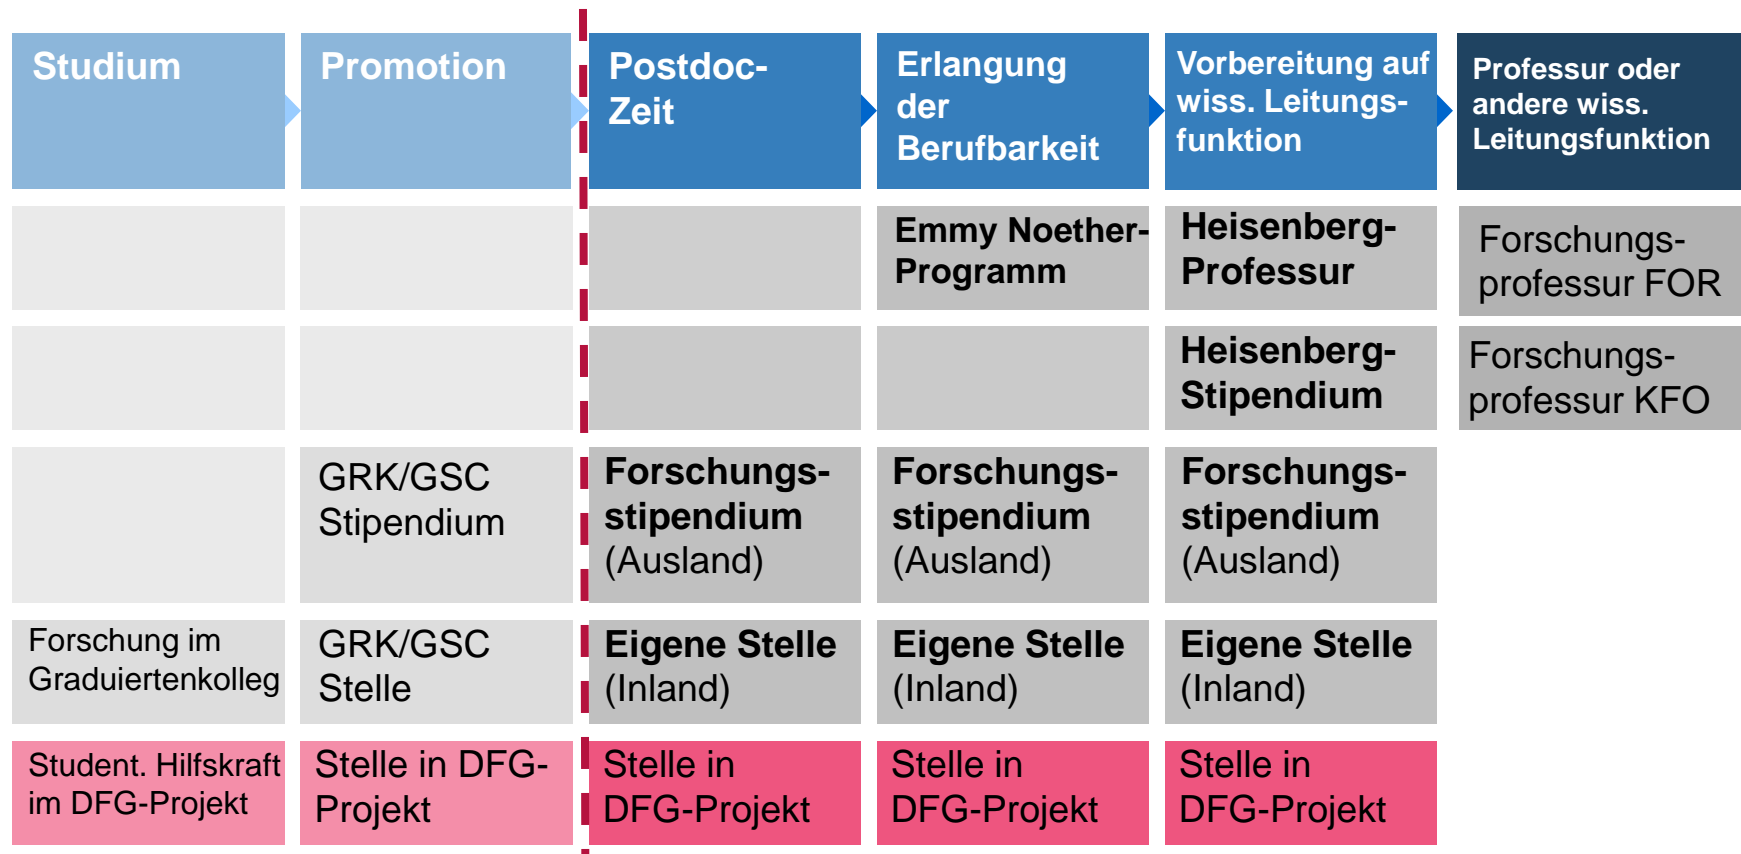 Studium
Promotion
Postdoc-
Zeit
Erlangung
der
Berufbarkeit
Vorbereitung auf
wiss. Leitungs-
funktion
Professur oder
andere wiss.
Leitungsfunktion
Emmy Noether-
Programm
Heisenberg-
Professur
Forschungs-
professur FOR
Heisenberg-
Stipendium
Forschungs-
professur KFO
GRK/GSC
Stipendium
Forschungs-
stipendium
(Ausland)
Forschungs-
stipendium
(Ausland)
Forschungs-
stipendium
(Ausland)
Forschung im
Graduiertenkolleg
GRK/GSC
Stelle
Eigene Stelle
(Inland)
Eigene Stelle
(Inland)
Eigene Stelle
(Inland)
Student. Hilfskraft
im DFG-Projekt
Stelle in DFG-
Projekt
Stelle in
DFG-Projekt
Stelle in
DFG-Projekt
Stelle in
DFG-Projekt